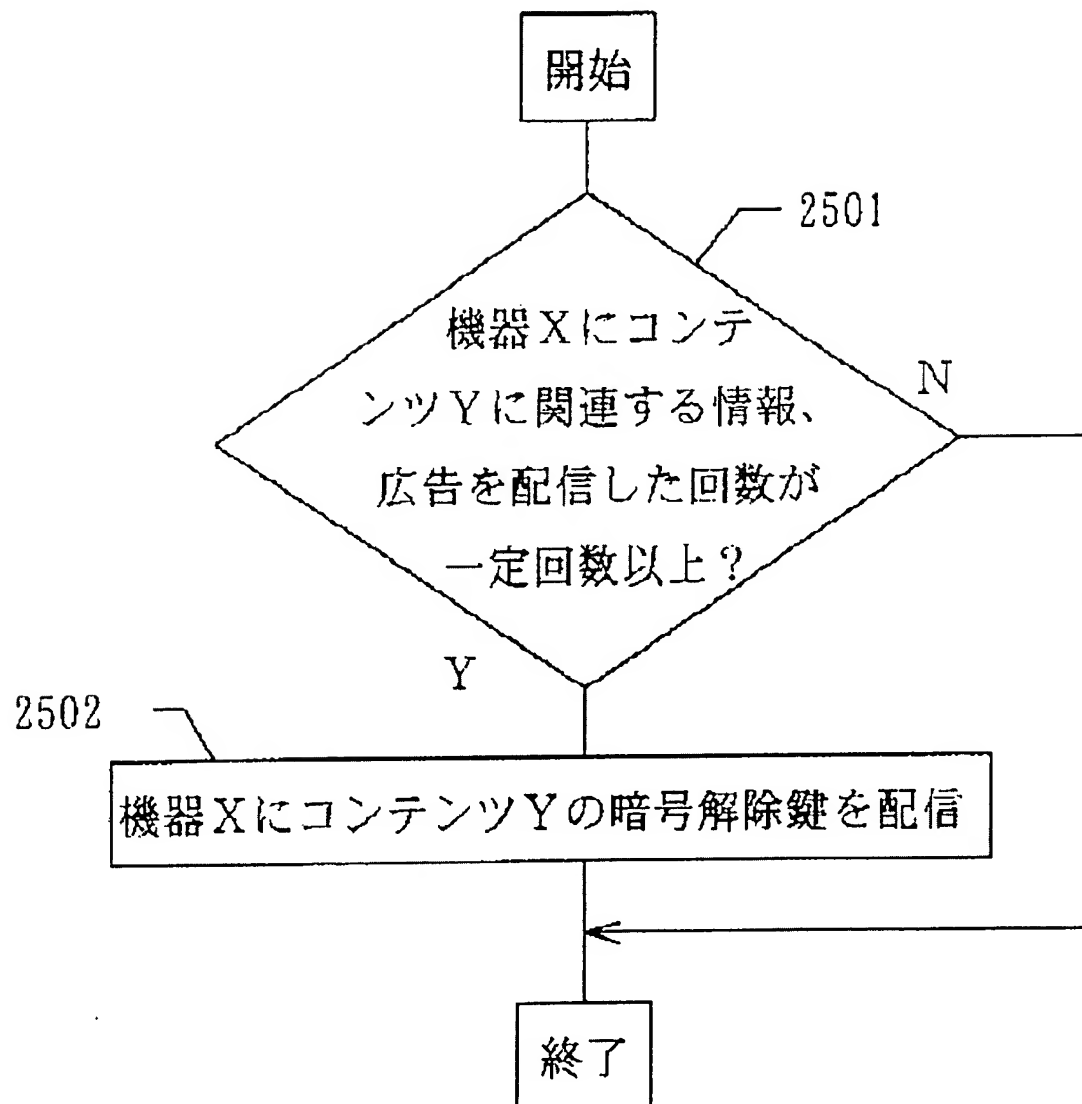 開始
2501
機器Xにコンテ
ンツYに関連する情報、
広告を配信した回数が
一定回数以上?
N
Y
2502
機器XにコンテンツYの暗号解除鍵を配信
終了